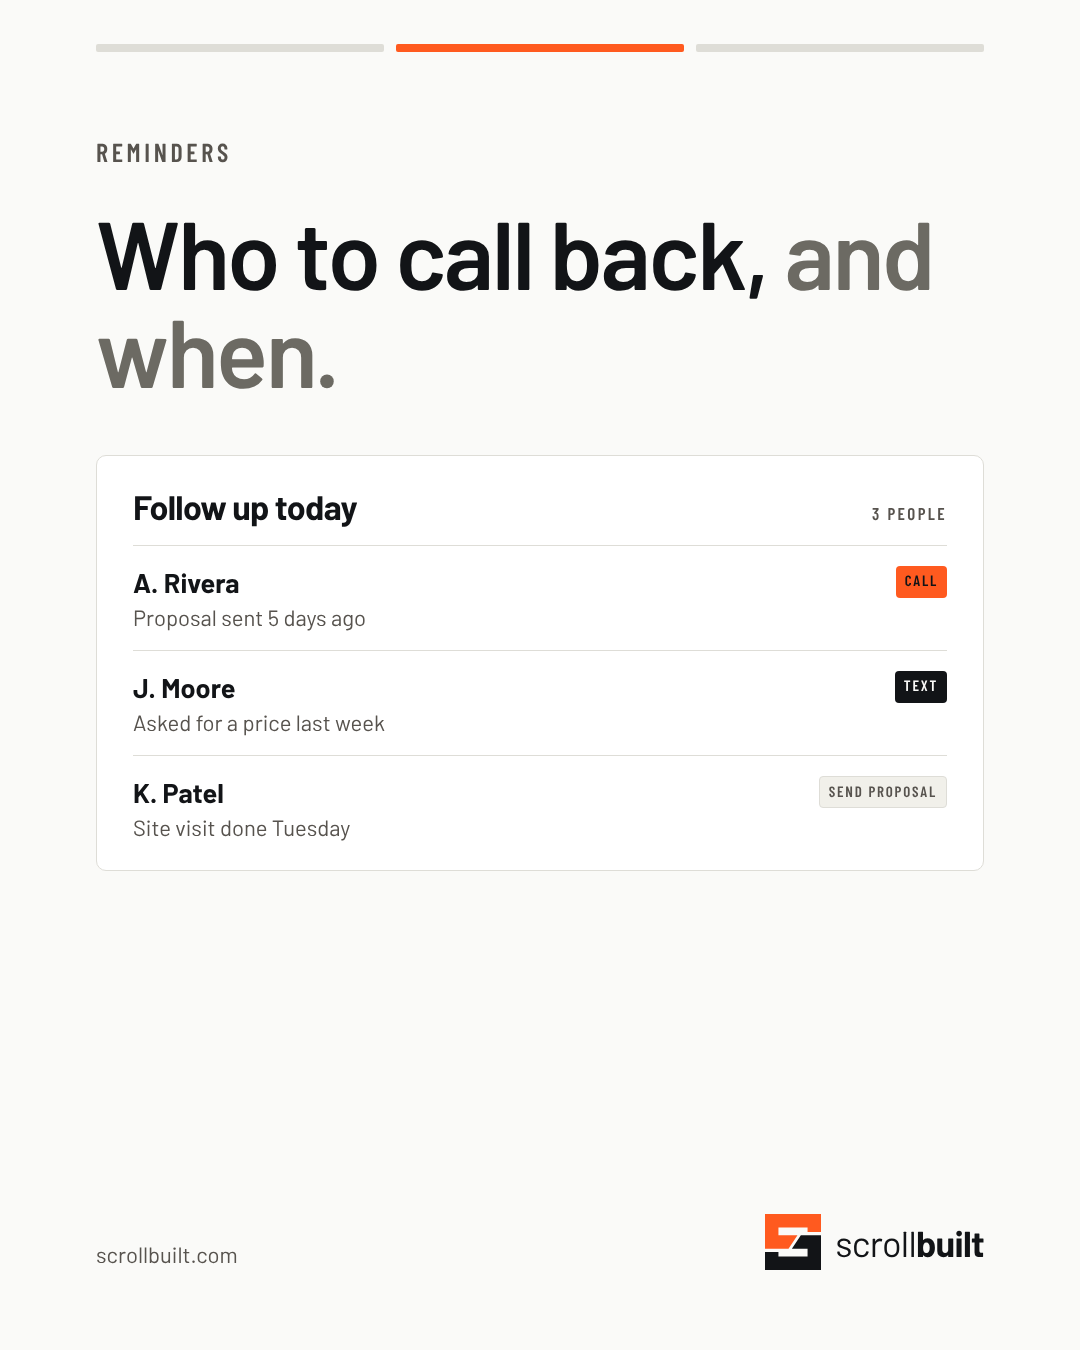 REMINDERS
Who to call back, and
when.
Follow up today
3 PEOPLE
A. Rivera
CALL
Proposal sent 5 days ago
J. Moore
TEXT
Asked for a price last week
K. Patel
SEND PROPOSAL
Site visit done Tuesday
scrollbuilt.com
scrollbuilt